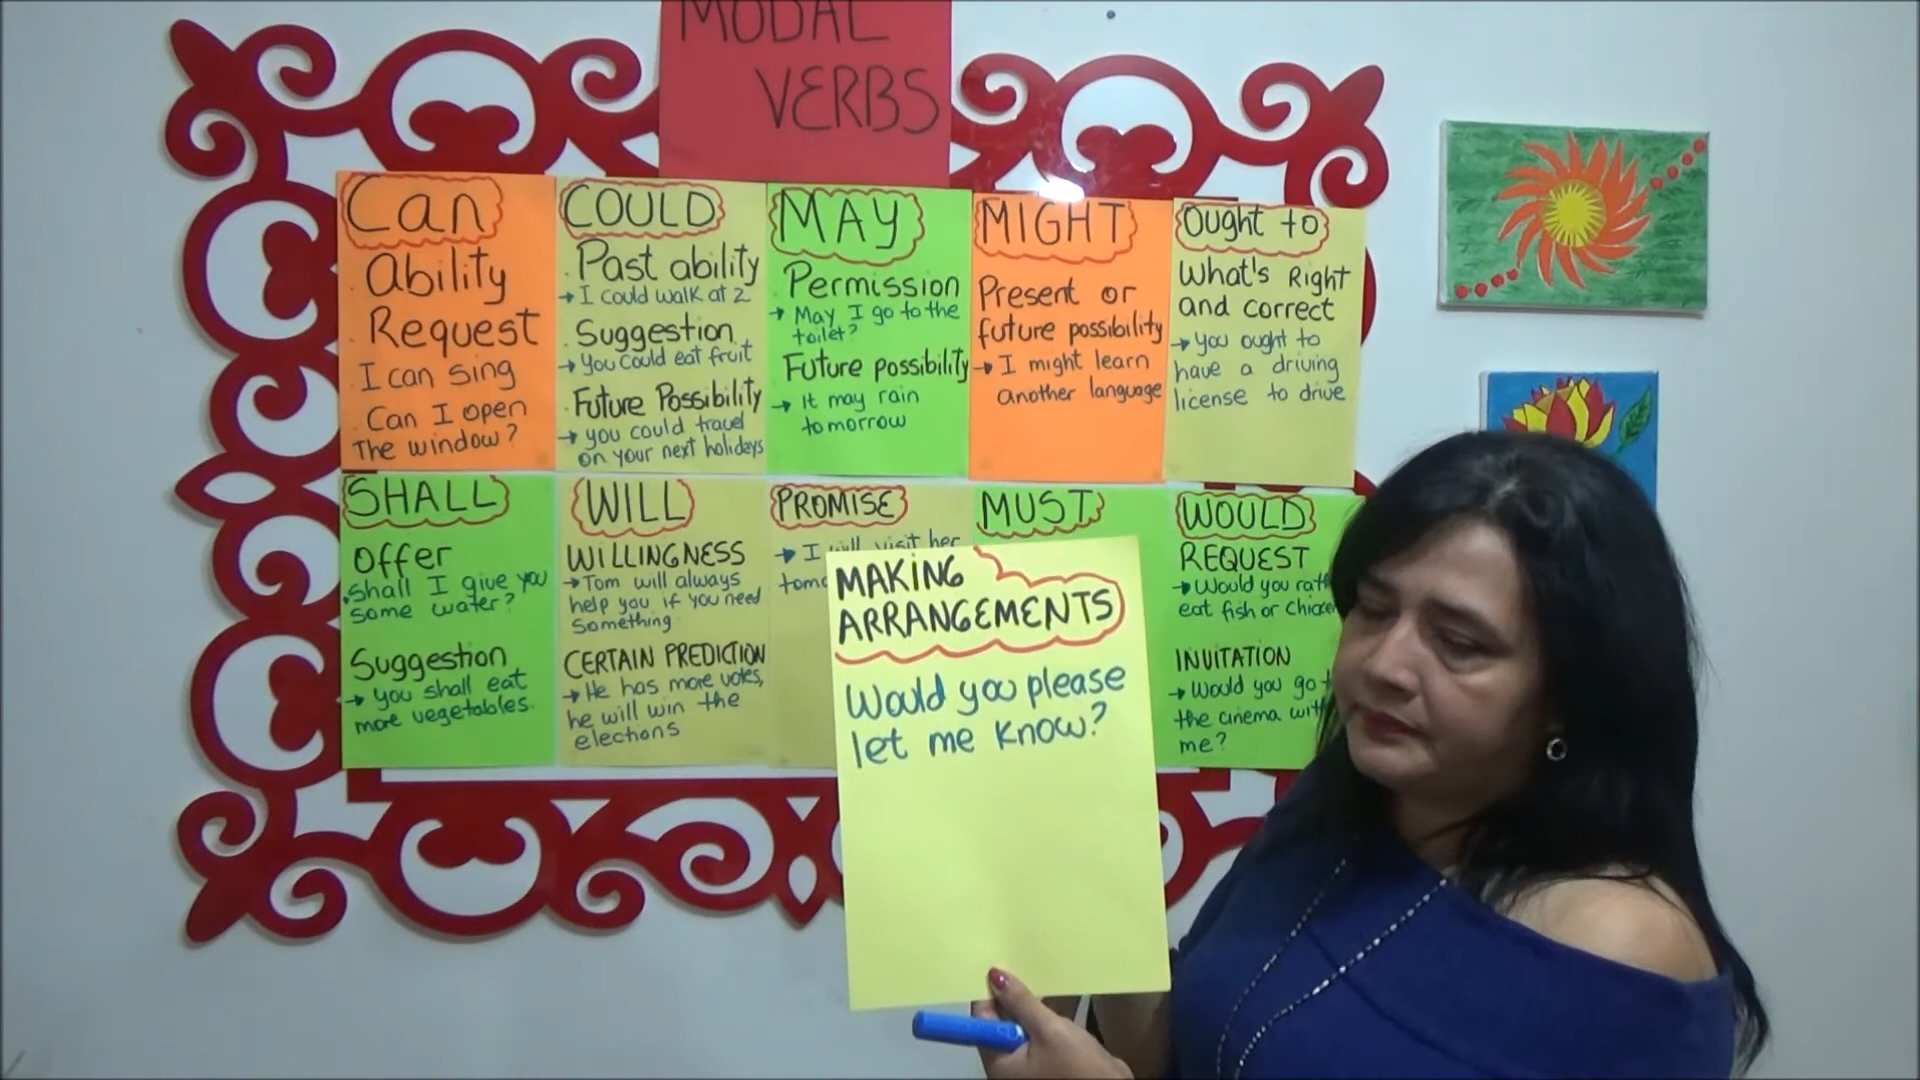 MODAL
VERBS
Can
. Ability
. Request
. I can sing
. Can I open
The window?
COULD
. Past ability
→ I could walk at 2
. Suggestion
→ you could eat fruit
. Future Possibility
→ you could travel
on your next holidays
MAY
. Permission
→ May I go to the
toilet?
. Future possibility
→ It may rain
tomorrow
MIGHT
Present or
future possibility
→ I might learn
another language
Ought to
What's Right
and correct
→ you ought to
have a driving
license to drive
SHALL
Offer
. Shall I give you
some water?
Suggestion
→ you shall eat
more vegetables.
WILL
WILLINGNESS
→ Tom will always
help you if you need
something
CERTAIN PREDICTION
→ He has more votes,
he will win the
elections
PROMISE
→ I will visit her
MUST
WOULD
REQUEST
→ Would you
eat fish or
INVITATION
→ Would you go
the cinema
me?
MAKING
ARRANGEMENTS
Would you please
let me know?